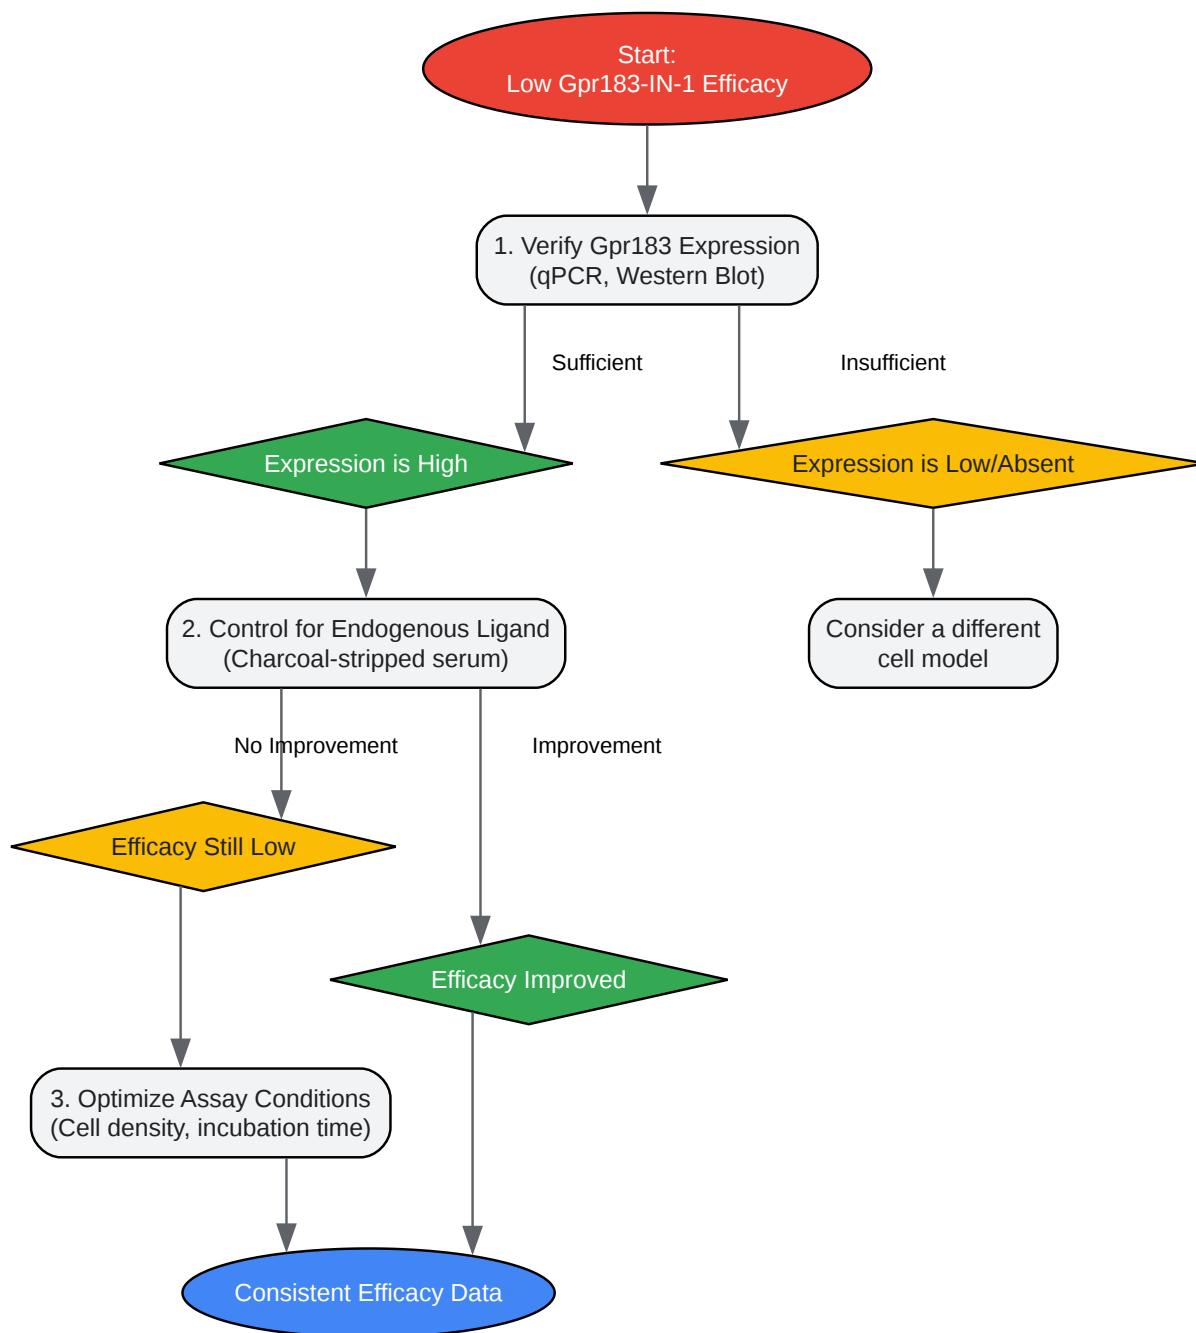 Start:
Low Gpr183-IN-1 Efficacy
1. Verify Gpr183 Expression
(qPCR, Western Blot)
Sufficient
Insufficient
Expression is High
Expression is Low/Absent
2. Control for Endogenous Ligand
(Charcoal-stripped serum)
Consider a different
cell model
No Improvement
Improvement
Efficacy Still Low
Efficacy Improved
3. Optimize Assay Conditions
(Cell density, incubation time)
Consistent Efficacy Data